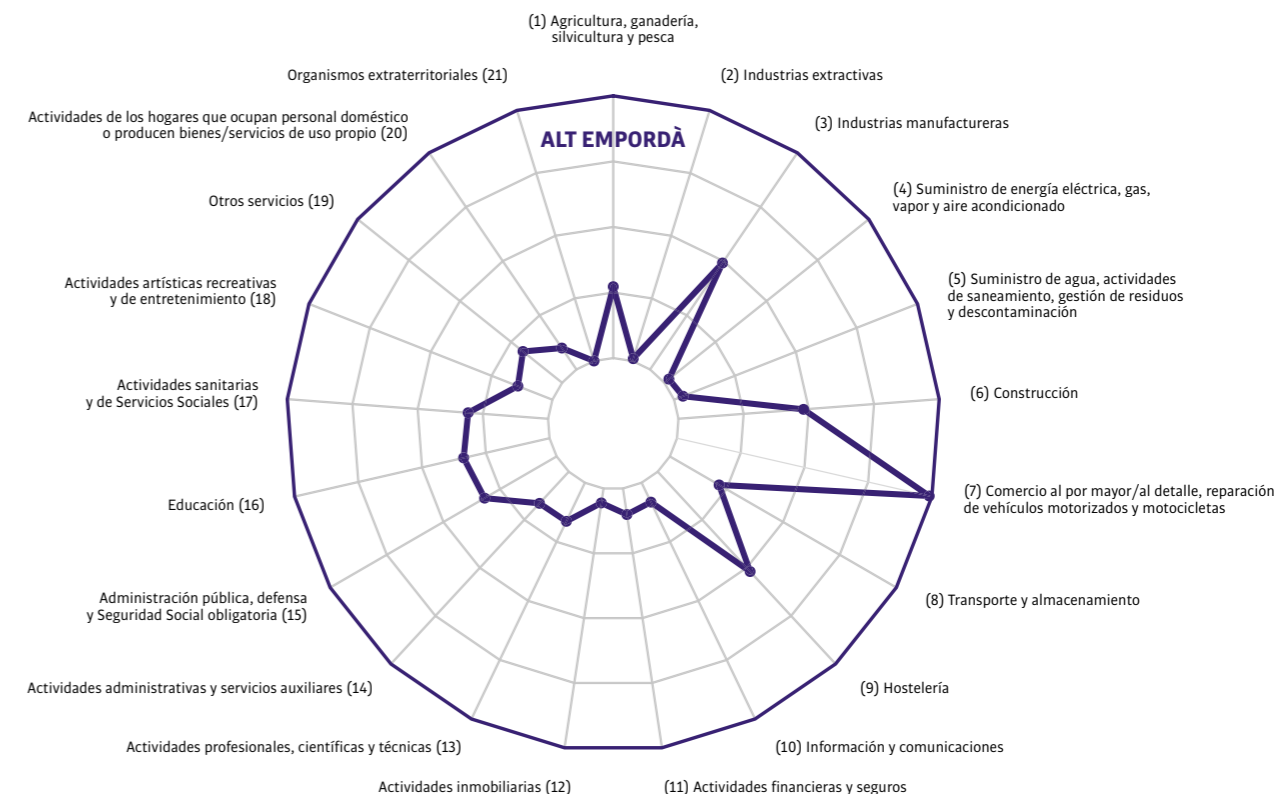 (1) Agricultura, ganadería,
silvicultura y pesca
(2) Industrias extractivas
(3) Industrias manufactureras
(4) Suministro de energía eléctrica, gas,
vapor y aire acondicionado
(5) Suministro de agua, actividades
de saneamiento, gestión de residuos
y descontaminación
(6) Construcción
(7) Comercio al por mayor/al detalle, reparación
de vehículos motorizados y motocicletas
(8) Transporte y almacenamiento
(9) Hostelería
(10) Información y comunicaciones
(11) Actividades financieras y seguros
Actividades inmobiliarias (12)
Actividades profesionales, científicas y técnicas (13)
Actividades administrativas y servicios auxiliares (14)
Administración pública, defensa
y Seguridad Social obligatoria (15)
Educación (16)
Actividades sanitarias
y de Servicios Sociales (17)
Actividades artísticas recreativas
y de entretenimiento (18)
Otros servicios (19)
Actividades de los hogares que ocupan personal doméstico
o producen bienes/servicios de uso propio (20)
Organismos extraterritoriales (21)
ALT EMPORDÀ